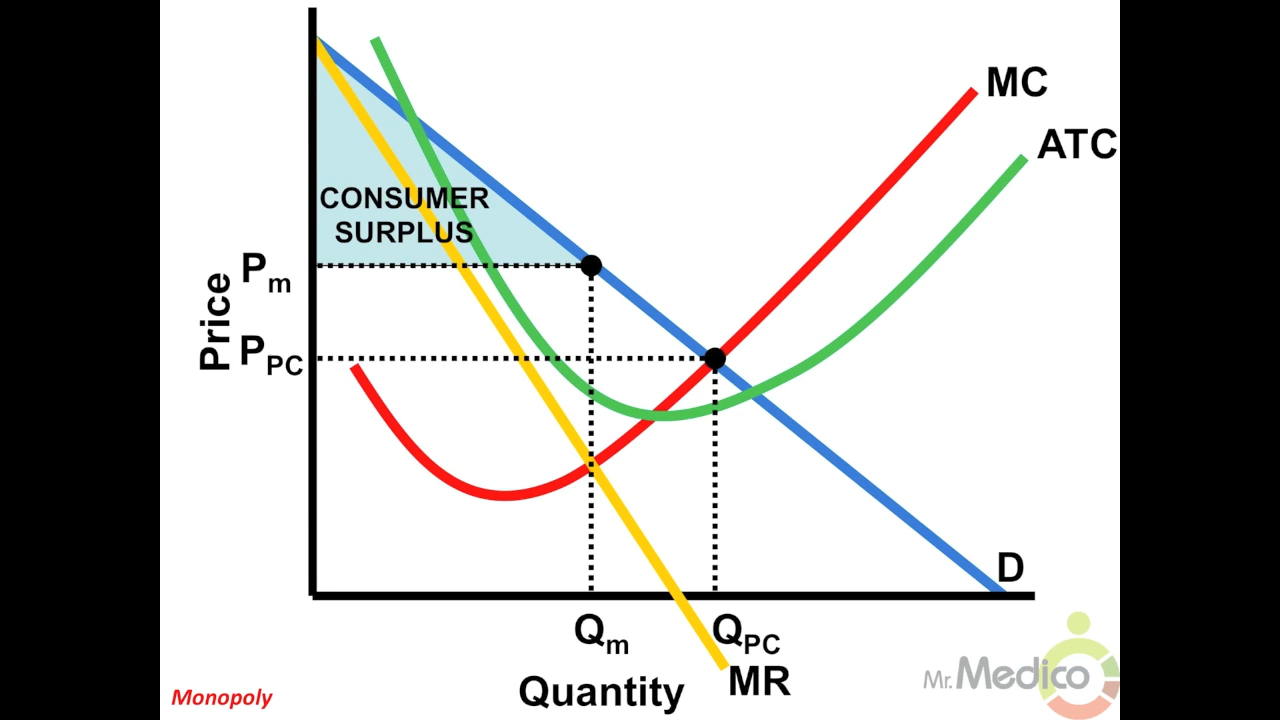 MC
ATC
CONSUMER
SURPLUS
Pm
Price
PPC
D
Qm
QPC
MR
Quantity
Monopoly
Mr. Medico